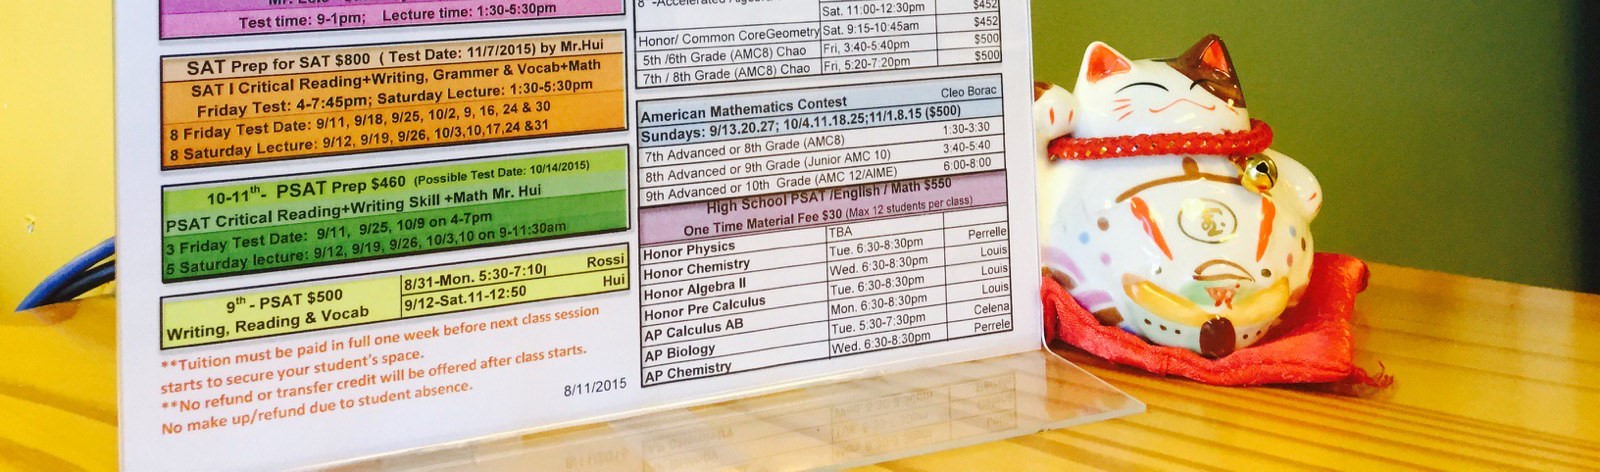 Test time: 9-1pm; Lecture time: 1:30-5:30pm
SAT Prep for SAT $800 ( Test Date: 11/7/2015) by Mr.Hui
SAT I Critical Reading+Writing, Grammer & Vocab+Math
Friday Test: 4-7:45pm; Saturday Lecture: 1:30-5:30pm
8 Friday Test Date: 9/11, 9/18, 9/25, 10/2, 9, 16, 24 & 30
8 Saturday Lecture: 9/12, 9/19, 9/26, 10/3,10,17,24 &31
10-11th- PSAT Prep $460 (Possible Test Date: 10/14/2015)
PSAT Critical Reading+Writing Skill +Math Mr. Hui
3 Friday Test Date: 9/11, 9/25, 10/9 on 4-7pm
5 Saturday lecture: 9/12, 9/19, 9/26, 10/3,10 on 9-11:30am
9th - PSAT $500
Writing, Reading & Vocab
8/31-Mon. 5:30-7:10 Rossi
9/12-Sat.11-12:50 Hui
**Tuition must be paid in full one week before next class session
starts to secure your student's space.
**No refund or transfer credit will be offered after class starts.
No make up/refund due to student absence.
8/11/2015
Sat. 11:00-12:30pm $452
Honor/ Common CoreGeometry Sat. 9:15-10:45am $452
5th /6th Grade (AMC8) Chao Fri, 3:40-5:40pm $500
7th / 8th Grade (AMC8) Chao Fri, 5:20-7:20pm $500
American Mathematics Contest Cleo Borac
Sundays: 9/13.20.27; 10/4.11.18.25;11/1.8.15 ($500)
7th Advanced or 8th Grade (AMC8) 1:30-3:30
8th Advanced or 9th Grade (Junior AMC 10) 3:40-5:40
9th Advanced or 10th Grade (AMC 12/AIME) 6:00-8:00
High School PSAT /English / Math $550
One Time Material Fee $30 (Max 12 students per class)
Honor Physics TBA
Honor Chemistry Tue. 6:30-8:30pm Perrelle
Honor Algebra II Wed. 6:30-8:30pm Louis
Honor Pre Calculus Tue. 6:30-8:30pm Louis
AP Calculus AB Mon. 6:30-8:30pm Louis
AP Biology Tue. 5:30-7:30pm Celena
AP Chemistry Wed. 6:30-8:30pm Perrele